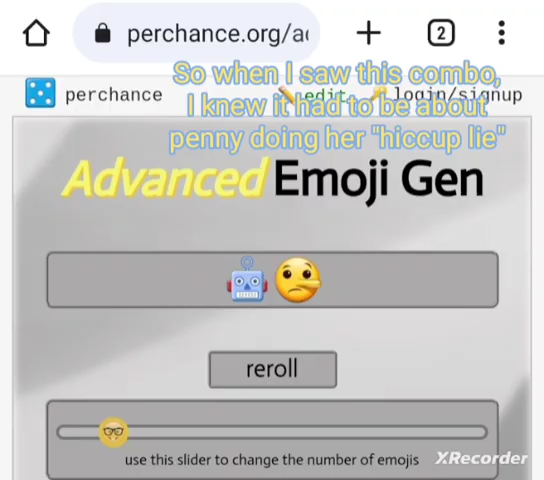 perchance.org/a
2
So when I saw this combo,
perchance edit login/signup
I knew it had to be about
penny doing her "hiccup lie"
Advanced Emoji Gen
reroll
use this slider to change the number of emojis
XRecorder